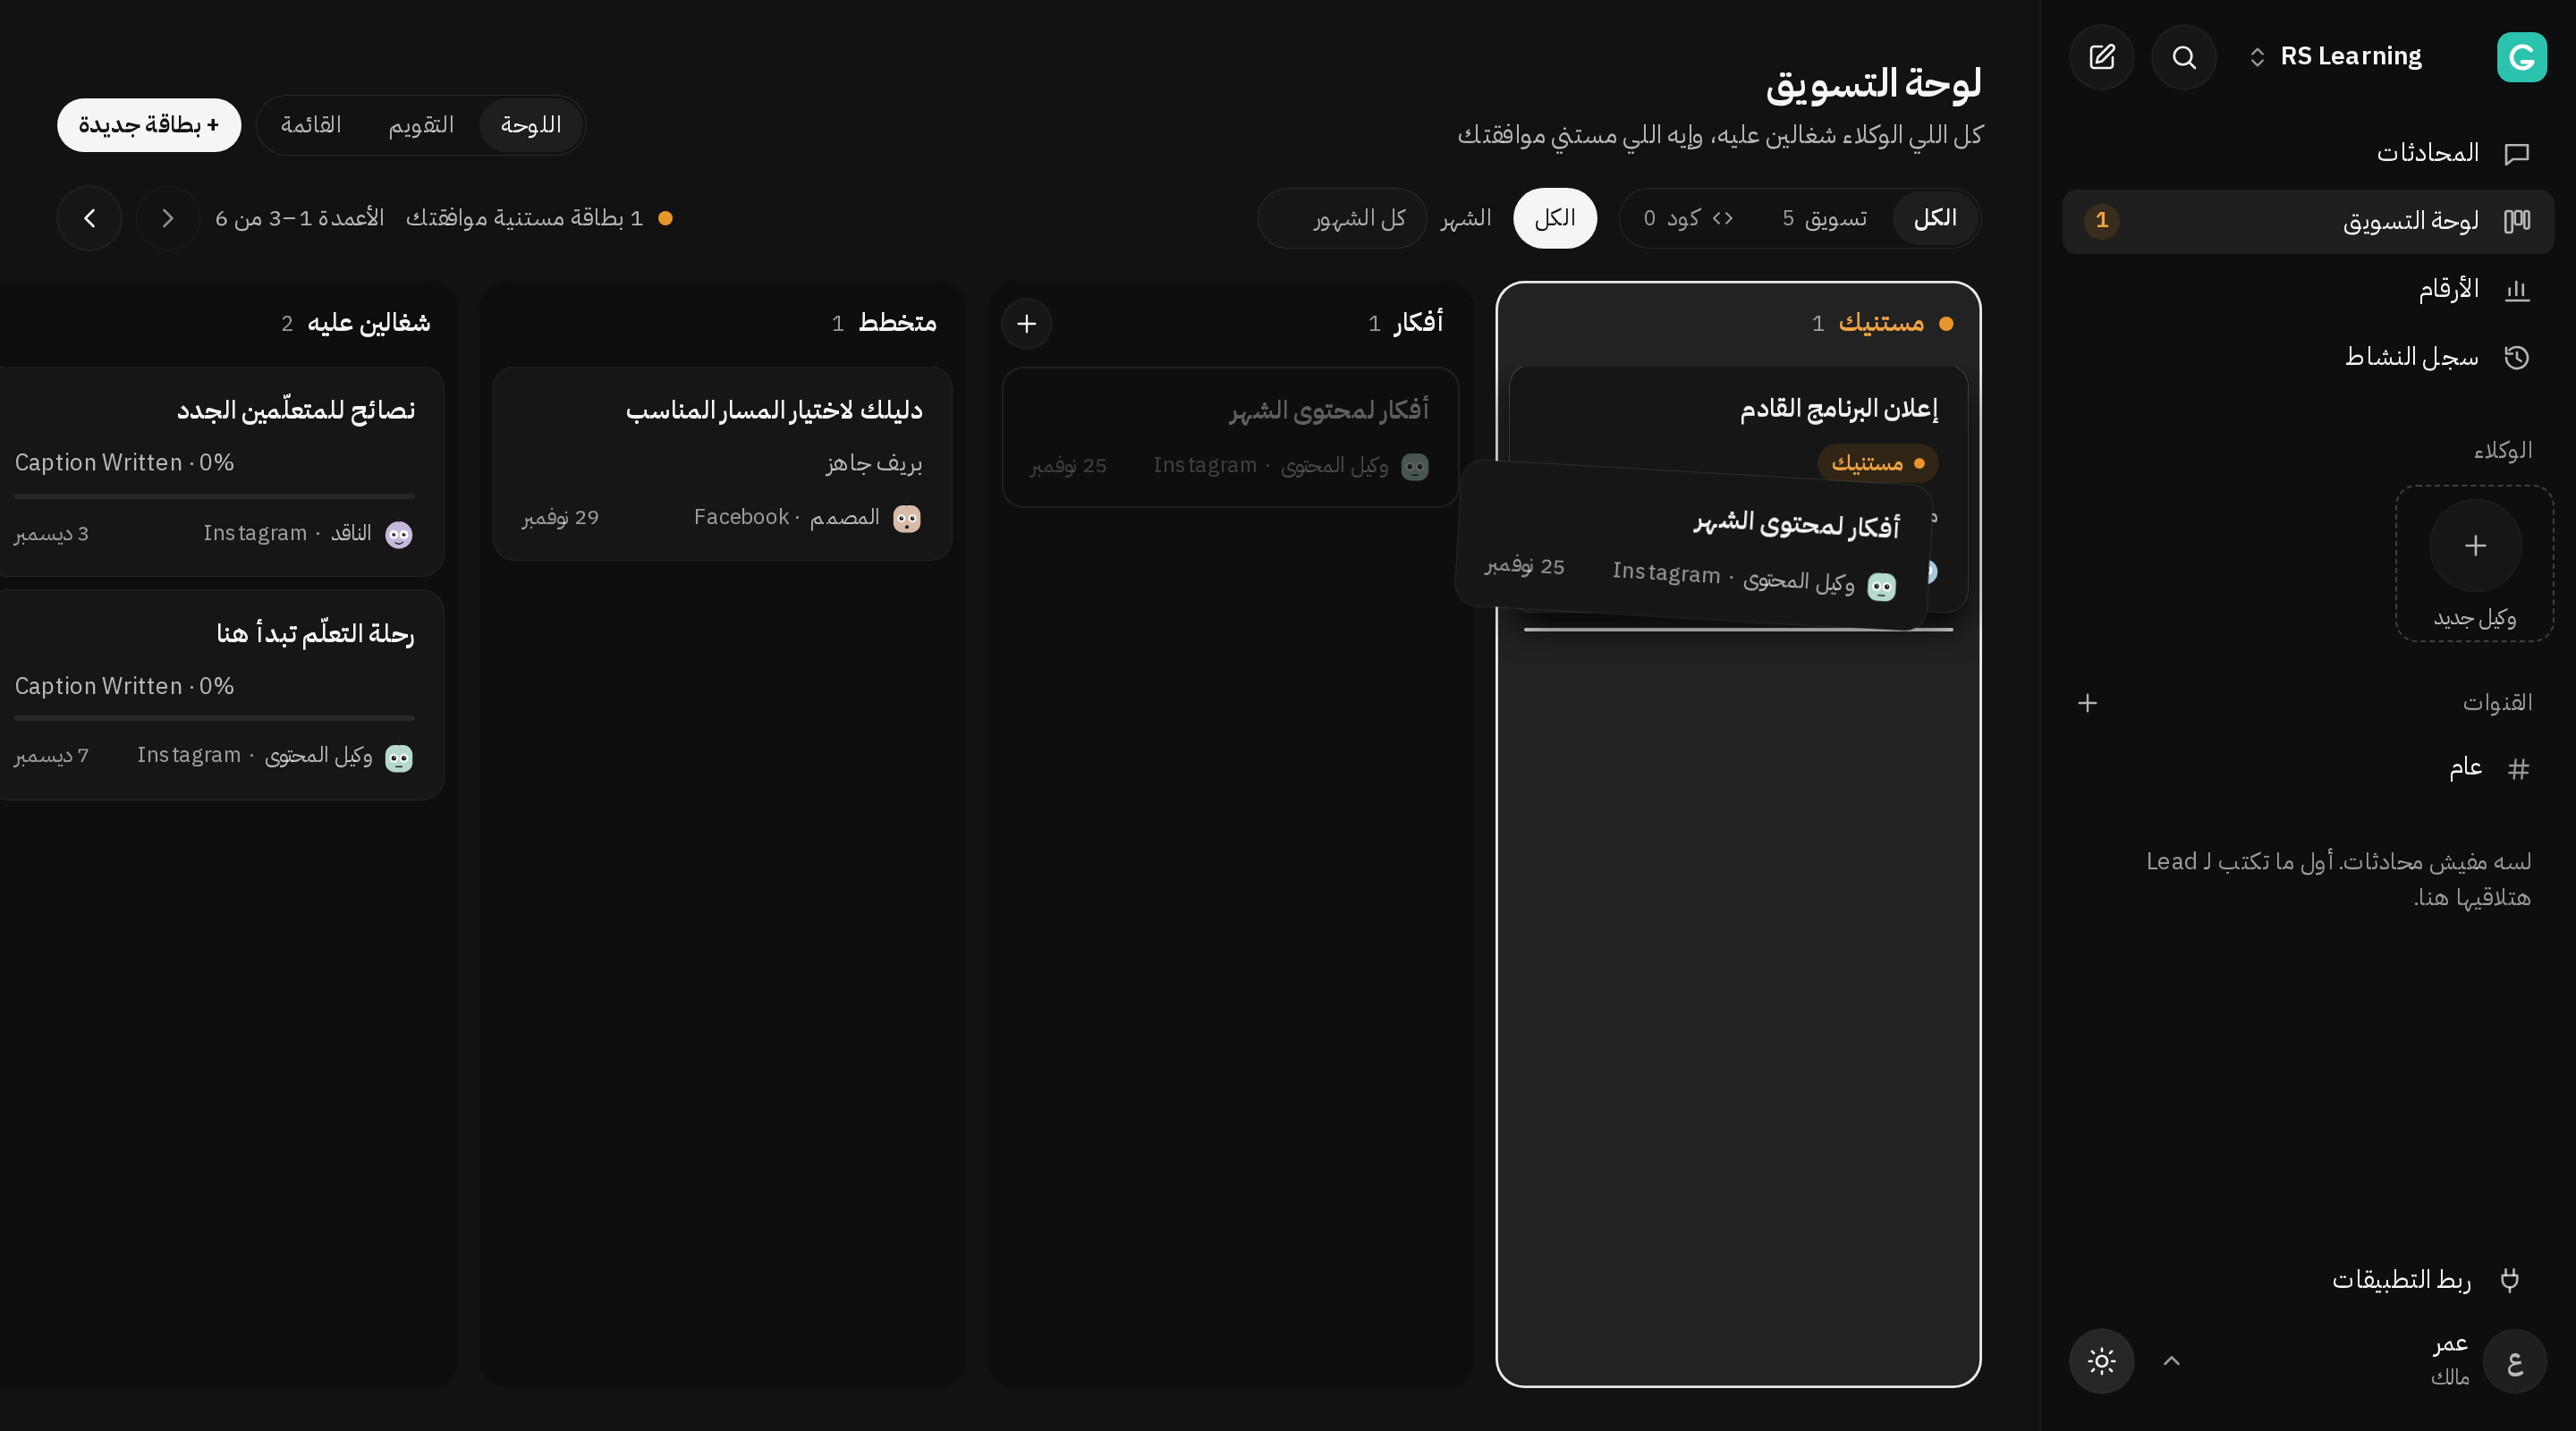 RS Learning
المحادثات
لوحة التسويق 1
الأرقام
سجل النشاط
الوكلاء
وكيل جديد
القنوات
عام
لسه مفيش محادثات. أول ما تكتب لـ Lead
هتلاقيها هنا.
ربط التطبيقات
ع
عمر
مالك
لوحة التسويق
كل اللي الوكلاء شغالين عليه، وإيه اللي مستني موافقتك
اللوحة التقويم القائمة
+ بطاقة جديدة
الكل تسويق 5 كود 0
الكل الشهر كل الشهور
1 بطاقة مستنية موافقتك الأعمدة 1–3 من 6
مستنيك 1
إعلان البرنامج القادم
مستنيك
أفكار لمحتوى الشهر
وكيل المحتوى · Instagram 25 نوفمبر
أفكار 1
أفكار لمحتوى الشهر
وكيل المحتوى · Instagram 25 نوفمبر
متخطط 1
دليلك لاختيار المسار المناسب
بريف جاهز
المصمم · Facebook 29 نوفمبر
شغالين عليه 2
نصائح للمتعلّمين الجدد
Caption Written · 0%
الناقد · Instagram 3 ديسمبر
رحلة التعلّم تبدأ هنا
Caption Written · 0%
وكيل المحتوى · Instagram 7 ديسمبر